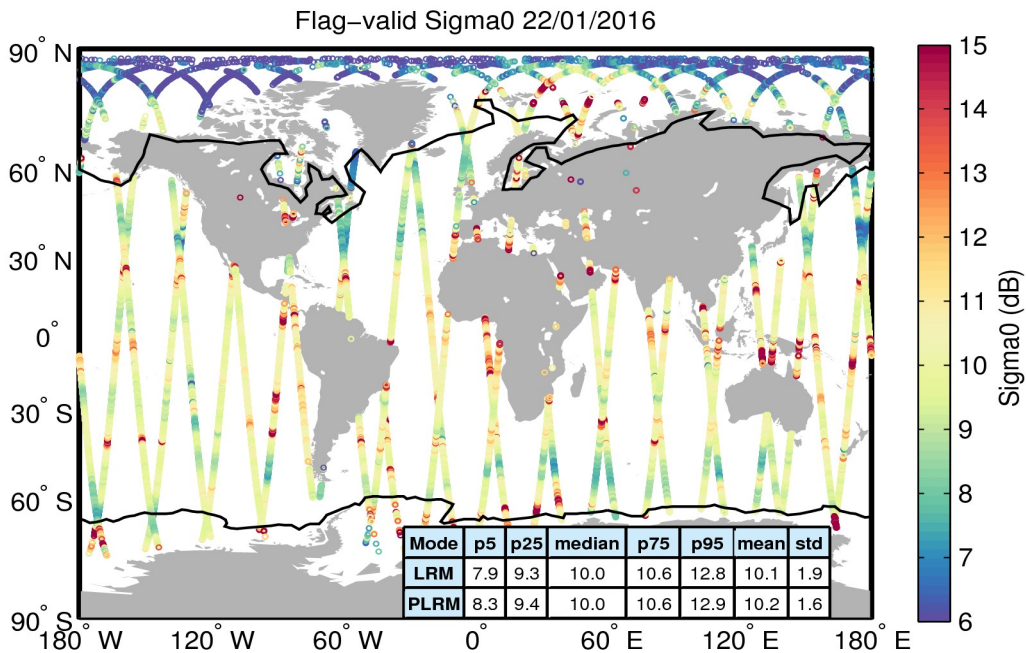 Flag−valid Sigma0 22/01/2016
90° N
60° N
30° N
0°
30° S
60° S
90° S
180° W
120° W
60° W
0°
60° E
120° E
180° E
15
14
13
12
11
10
9
8
7
6
Sigma0 (dB)
Mode p5 p25 median p75 p95 mean std
LRM 7.9 9.3 10.0 10.6 12.8 10.1 1.9
PLRM 8.3 9.4 10.0 10.6 12.9 10.2 1.6